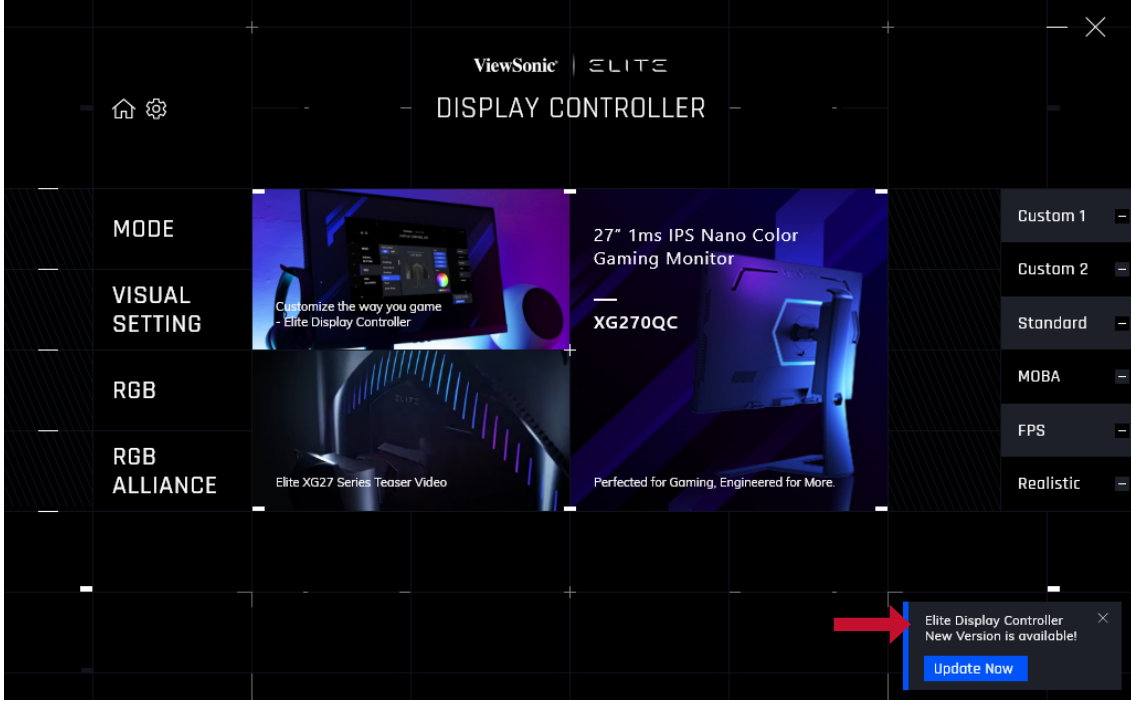 ViewSonic ELITE
DISPLAY CONTROLLER
MODE
VISUAL
SETTING
RGB
RGB
ALLIANCE
Customize the way you game
- Elite Display Controller
Elite XG27 Series Teaser Video
27" 1ms IPS Nano Color
Gaming Monitor
XG270QC
Perfected for Gaming, Engineered for More.
Custom 1
Custom 2
Standard
MOBA
FPS
Realistic
Elite Display Controller
New Version is available!
Update Now